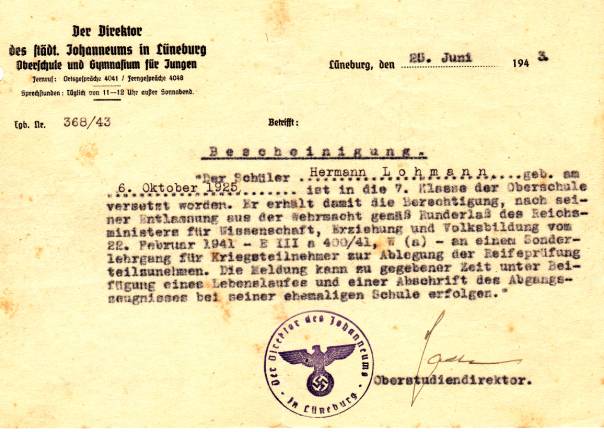 Der Direktor
des städt. Johanneums in Lüneburg
Oberschule und Gymnasium für Jungen
Fernruf: Ortsgespräche 4041 / Ferngespräche 4048
Sprechstunden: Täglich von 11—12 Uhr außer Sonnabend.
Lüneburg, den 25. Juni 1943.
Tgb. Nr. 368/43
Betrifft:
Bescheinigung.
"Der Schüler Hermann Lohmann geb. am
6. Oktober 1925 ist in die 7. Klasse der Oberschule
versetzt worden. Er erhält damit die Berechtigung, nach sei-
ner Entlassung aus der Wehrmacht gemäß Runderlaß des Reichs-
ministers für Wissenschaft, Erziehung und Volksbildung vom
22. Februar 1941 - E III a 400/41, W (a) - an einem Sonder-
lehrgang für Kriegsteilnehmer zur Ablegung der Reifeprüfung
teilzunehmen. Die Meldung kann zu gegebener Zeit unter Bei-
fügung eines Lebenslaufes und einer Abschrift des Abgangs-
zeugnisses bei seiner ehemaligen Schule erfolgen."
Der Direktor des Johanneums
in Lüneburg
Oberstudiendirektor.